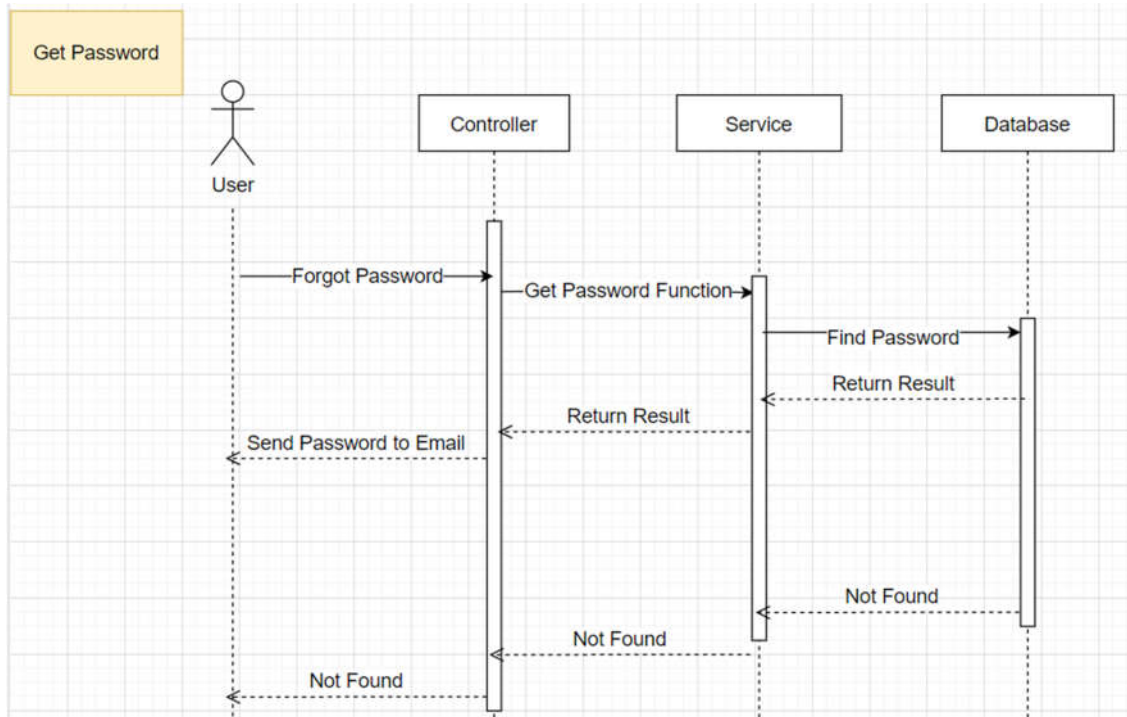 Get Password
Controller
Service
Database
User
Forgot Password
Get Password Function
Find Password
Return Result
Return Result
Send Password to Email
Not Found
Not Found
Not Found